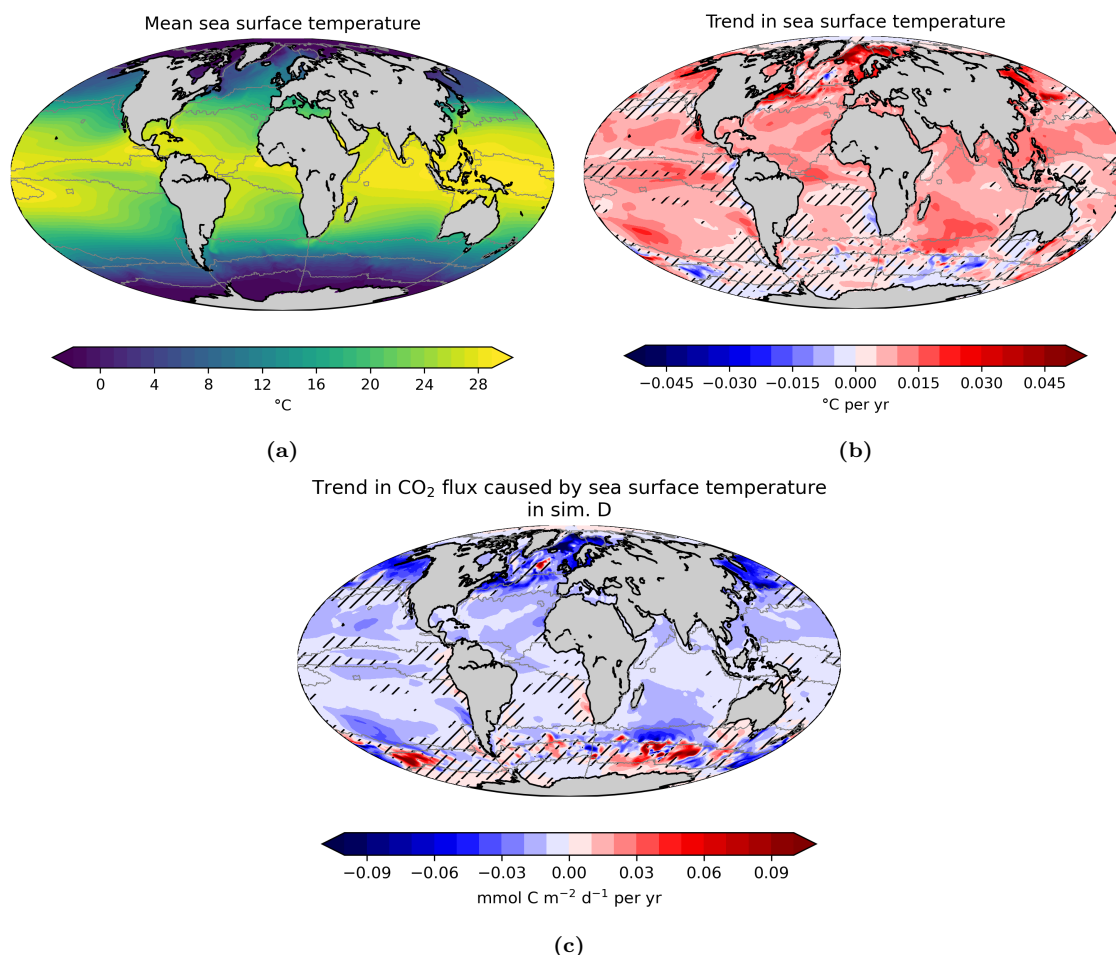 Mean sea surface temperature
Trend in sea surface temperature
0 4 8 12 16 20 24 28
°C
−0.045 −0.030 −0.015 0.000 0.015 0.030 0.045
°C per yr
(a)
(b)
Trend in CO₂ flux caused by sea surface temperature
in sim. D
−0.09 −0.06 −0.03 0.00 0.03 0.06 0.09
mmol C m⁻² d⁻¹ per yr
(c)